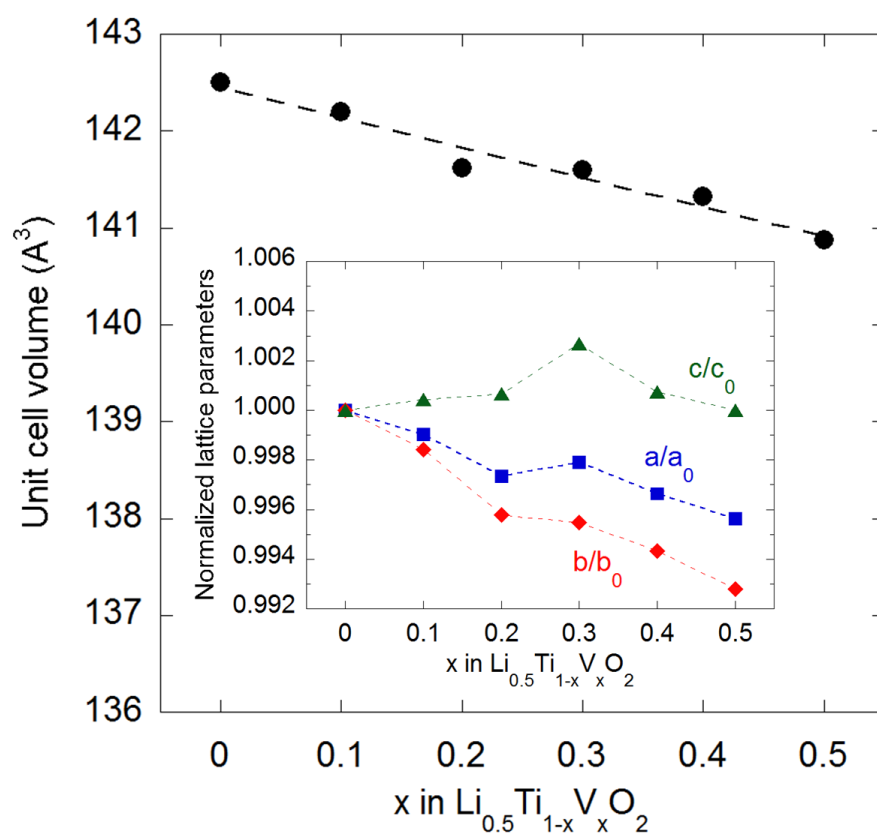 143
142
141
140
139
138
137
136
Unit cell volume (A³)
0 0.1 0.2 0.3 0.4 0.5
x in Li₀.₅Ti₁₋ₓVₓO₂
1.006
1.004
1.002
1.000
0.998
0.996
0.994
0.992
Normalized lattice parameters
c/c₀
a/a₀
b/b₀
0 0.1 0.2 0.3 0.4 0.5
x in Li₀.₅Ti₁₋ₓVₓO₂